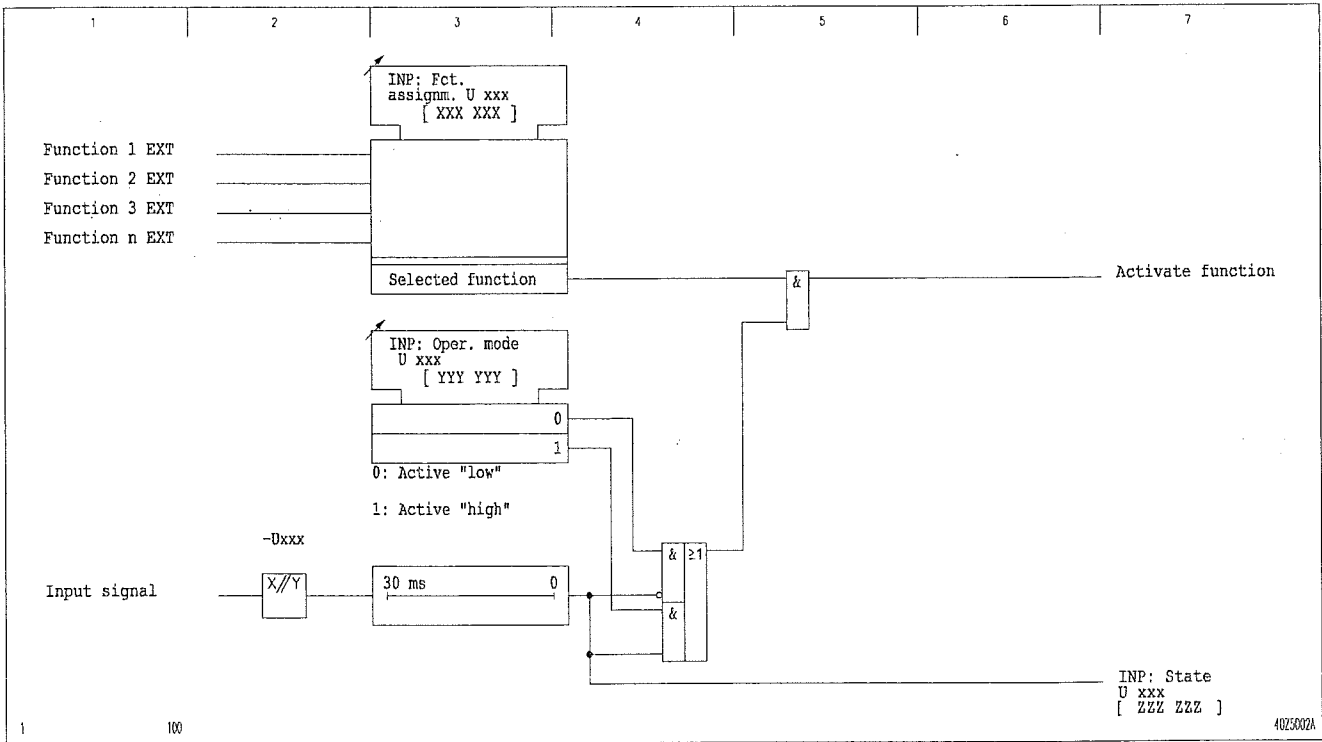 1 2 3 4 5 6 7
INP: Fct.
assignm. U xxx
[ XXX XXX ]
Function 1 EXT
Function 2 EXT
Function 3 EXT
Function n EXT
Selected function
&
Activate function
INP: Oper. mode
U xxx
[ YYY YYY ]
0
1
0: Active "low"
1: Active "high"
-Uxxx
& ≥1
Input signal
X//Y
30 ms 0
&
INP: State
U xxx
[ ZZZ ZZZ ]
1 100
40Z5002A